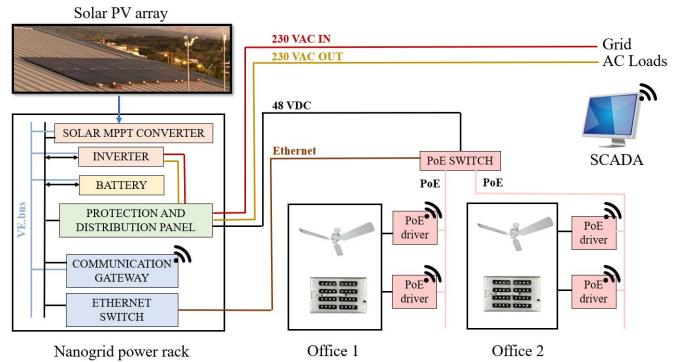 Solar PV array
230 VAC IN
Grid
230 VAC OUT
AC Loads
48 VDC
SOLAR MPPT CONVERTER
SCADA
Ethernet
INVERTER
PoE SWITCH
BATTERY
PoE
PoE
VE.bus
PROTECTION AND
DISTRIBUTION PANEL
PoE
driver
PoE
driver
COMMUNICATION
GATEWAY
PoE
driver
PoE
driver
ETHERNET
SWITCH
Nanogrid power rack
Office 1
Office 2